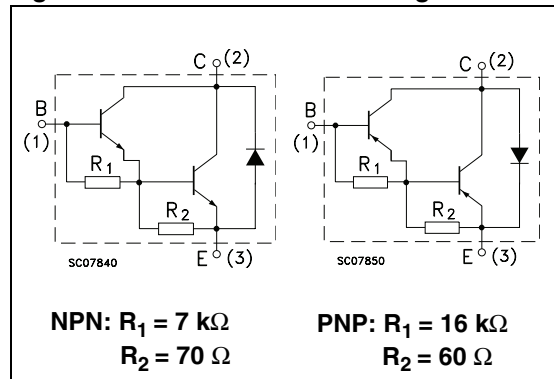 C (2)
B
(1)
R1
R2
E (3)
SC07840
C (2)
B
(1)
R1
R2
E (3)
SC07850
NPN: R1 = 7 kΩ
R2 = 70 Ω
PNP: R1 = 16 kΩ
R2 = 60 Ω